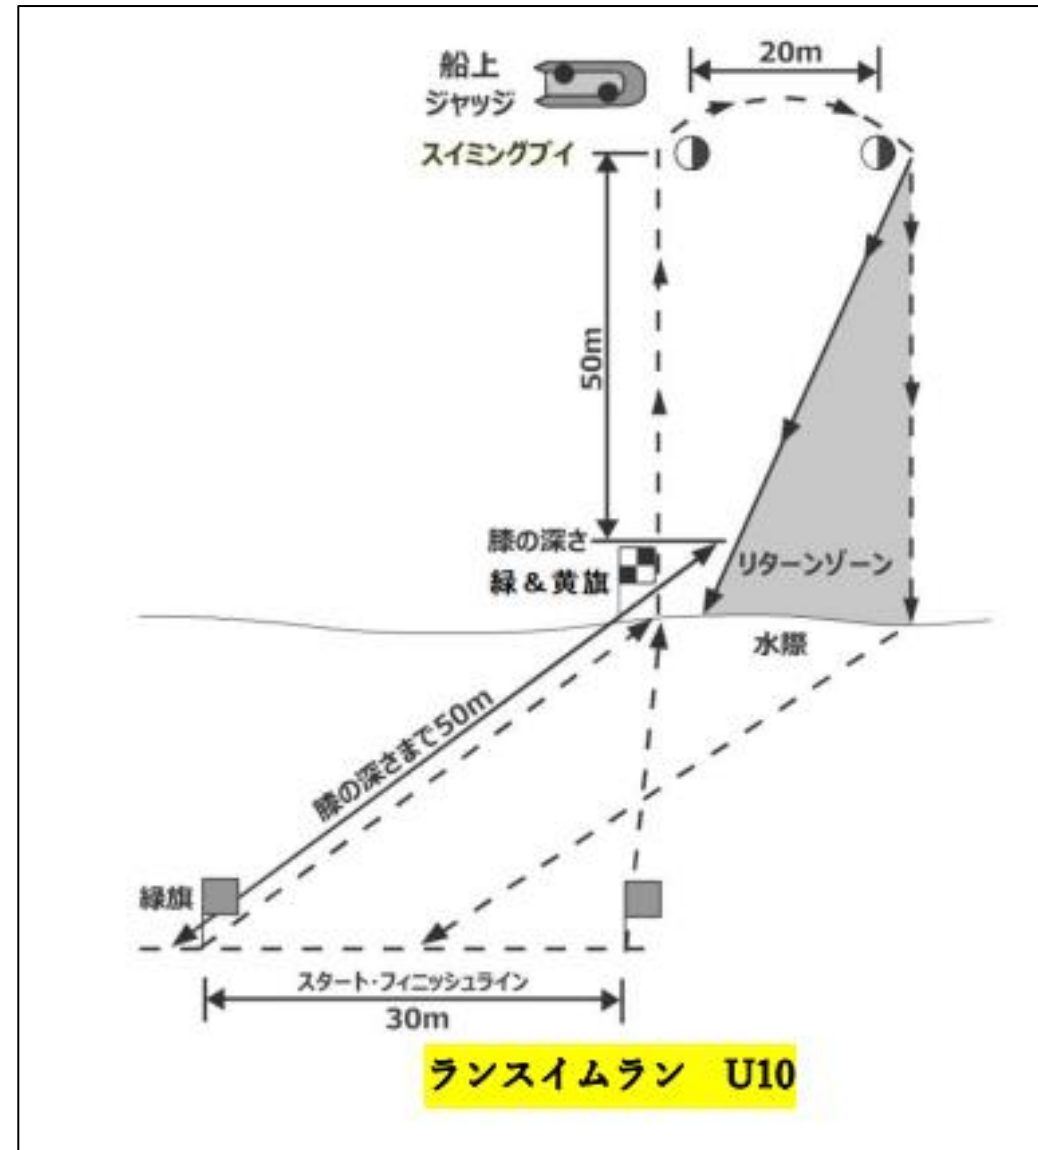 船上
ジャッジ
20m
スイミングブイ
50m
膝の深さ
緑&黄旗
リターンゾーン
水際
膝の深さまで50m
緑旗
スタート・フィニッシュライン
30m
ランスイムラン U10